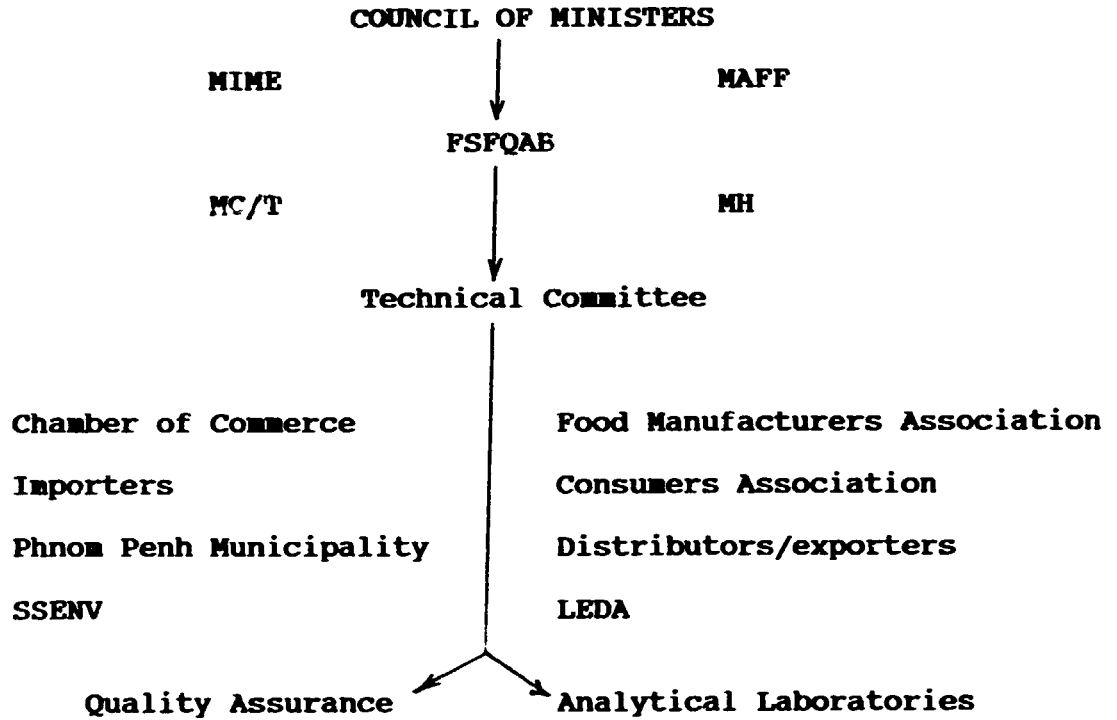 COUNCIL OF MINISTERS
MIME MAFF
FSFQAB
MC/T MH
Technical Committee
Chamber of Commerce Food Manufacturers Association
Importers Consumers Association
Phnom Penh Municipality Distributors/exporters
SSENV LEDA
Quality Assurance Analytical Laboratories